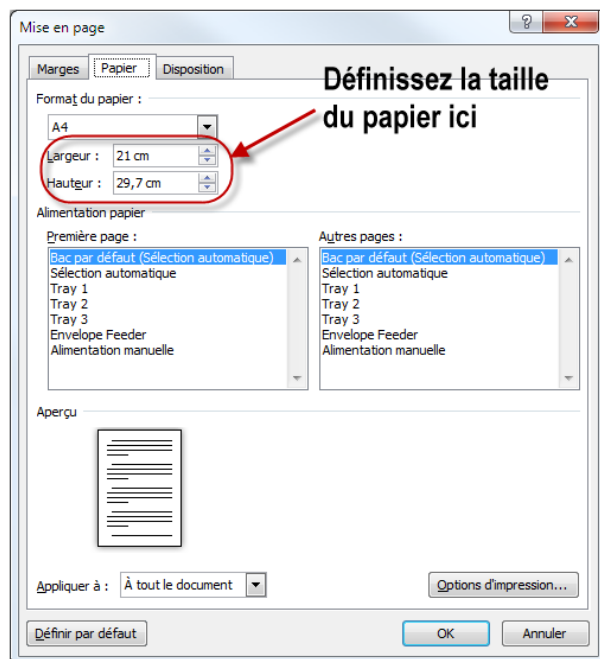 Mise en page
Marges Papier Disposition
Définissez la taille
du papier ici
Format du papier :
A4
Largeur : 21 cm
Hauteur : 29,7 cm
Alimentation papier
Première page :
Bac par défaut (Sélection automatique)
Sélection automatique
Tray 1
Tray 2
Tray 3
Envelope Feeder
Alimentation manuelle
Autres pages :
Bac par défaut (Sélection automatique)
Sélection automatique
Tray 1
Tray 2
Tray 3
Envelope Feeder
Alimentation manuelle
Aperçu
Appliquer à : À tout le document
Options d'impression...
Définir par défaut
OK
Annuler